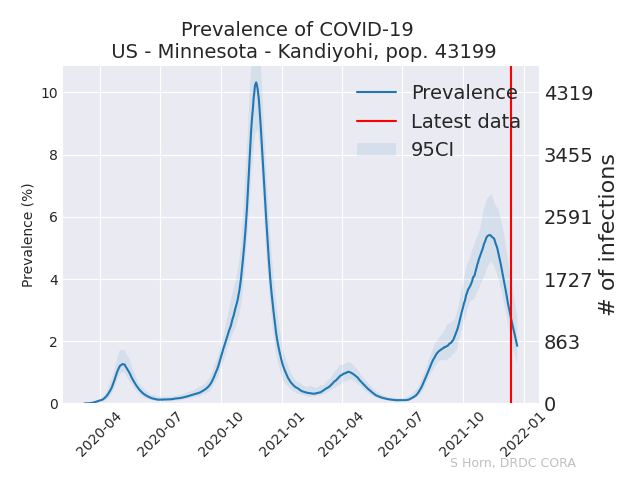 Prevalence of COVID-19
US - Minnesota - Kandiyohi, pop. 43199
Prevalence
Latest data
95CI
Prevalence (%)
10
8
6
4
2
0
4319
3455
2591
1727
863
0
# of infections
2020-04
2020-07
2020-10
2021-01
2021-04
2021-07
2021-10
2022-01
S Horn, DRDC CORA